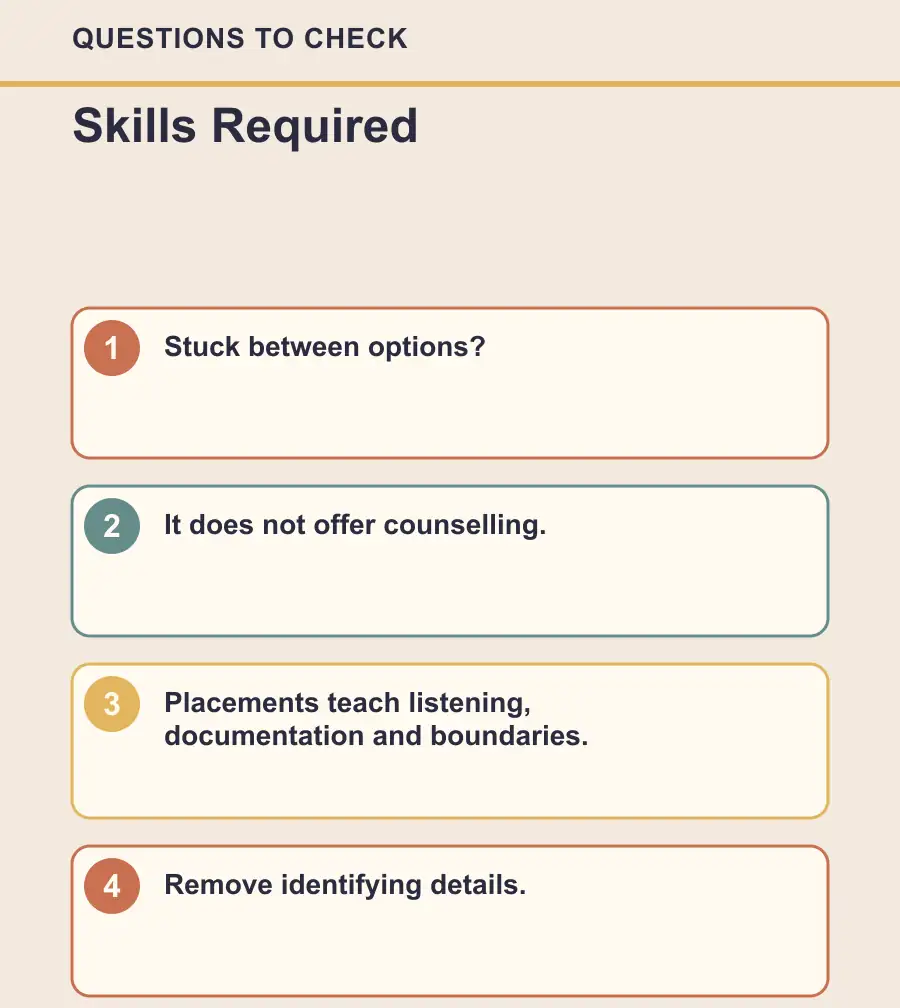 QUESTIONS TO CHECK
Skills Required
1 Stuck between options?
2 It does not offer counselling.
3 Placements teach listening,
documentation and boundaries.
4 Remove identifying details.